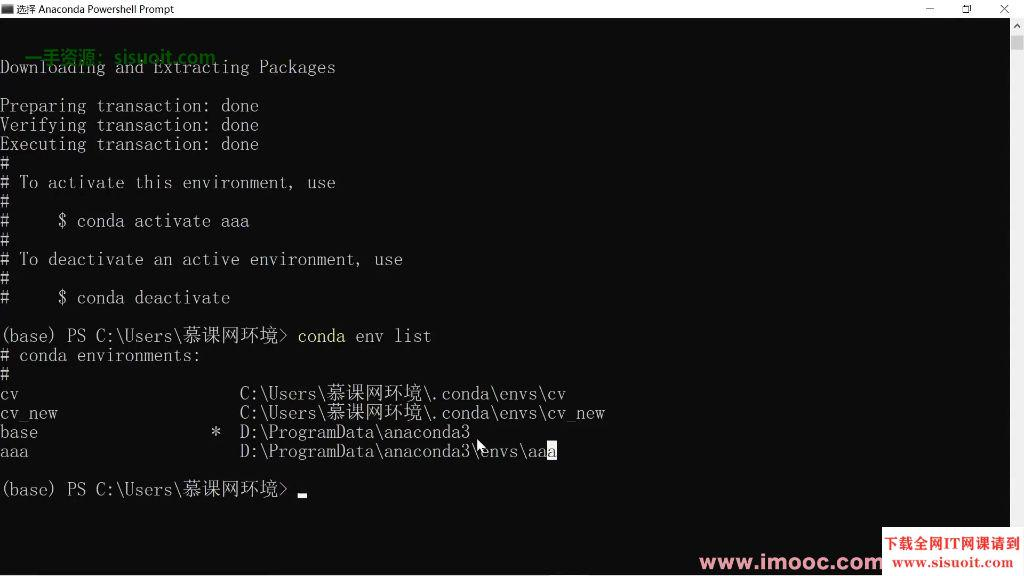 选择 Anaconda Powershell Prompt
一手资源：sisuoit.com
Downloading and Extracting Packages
Preparing transaction: done
Verifying transaction: done
Executing transaction: done
#
# To activate this environment, use
#
#     $ conda activate aaa
#
# To deactivate an active environment, use
#
#     $ conda deactivate
(base) PS C:\Users\慕课网环境> conda env list
# conda environments:
#
cv                       C:\Users\慕课网环境\.conda\envs\cv
cv_new                   C:\Users\慕课网环境\.conda\envs\cv_new
base                  *  D:\ProgramData\anaconda3
aaa                      D:\ProgramData\anaconda3\envs\aaa
(base) PS C:\Users\慕课网环境>
下载全网IT网课请到
www.imooc.com
www.sisuoit.com